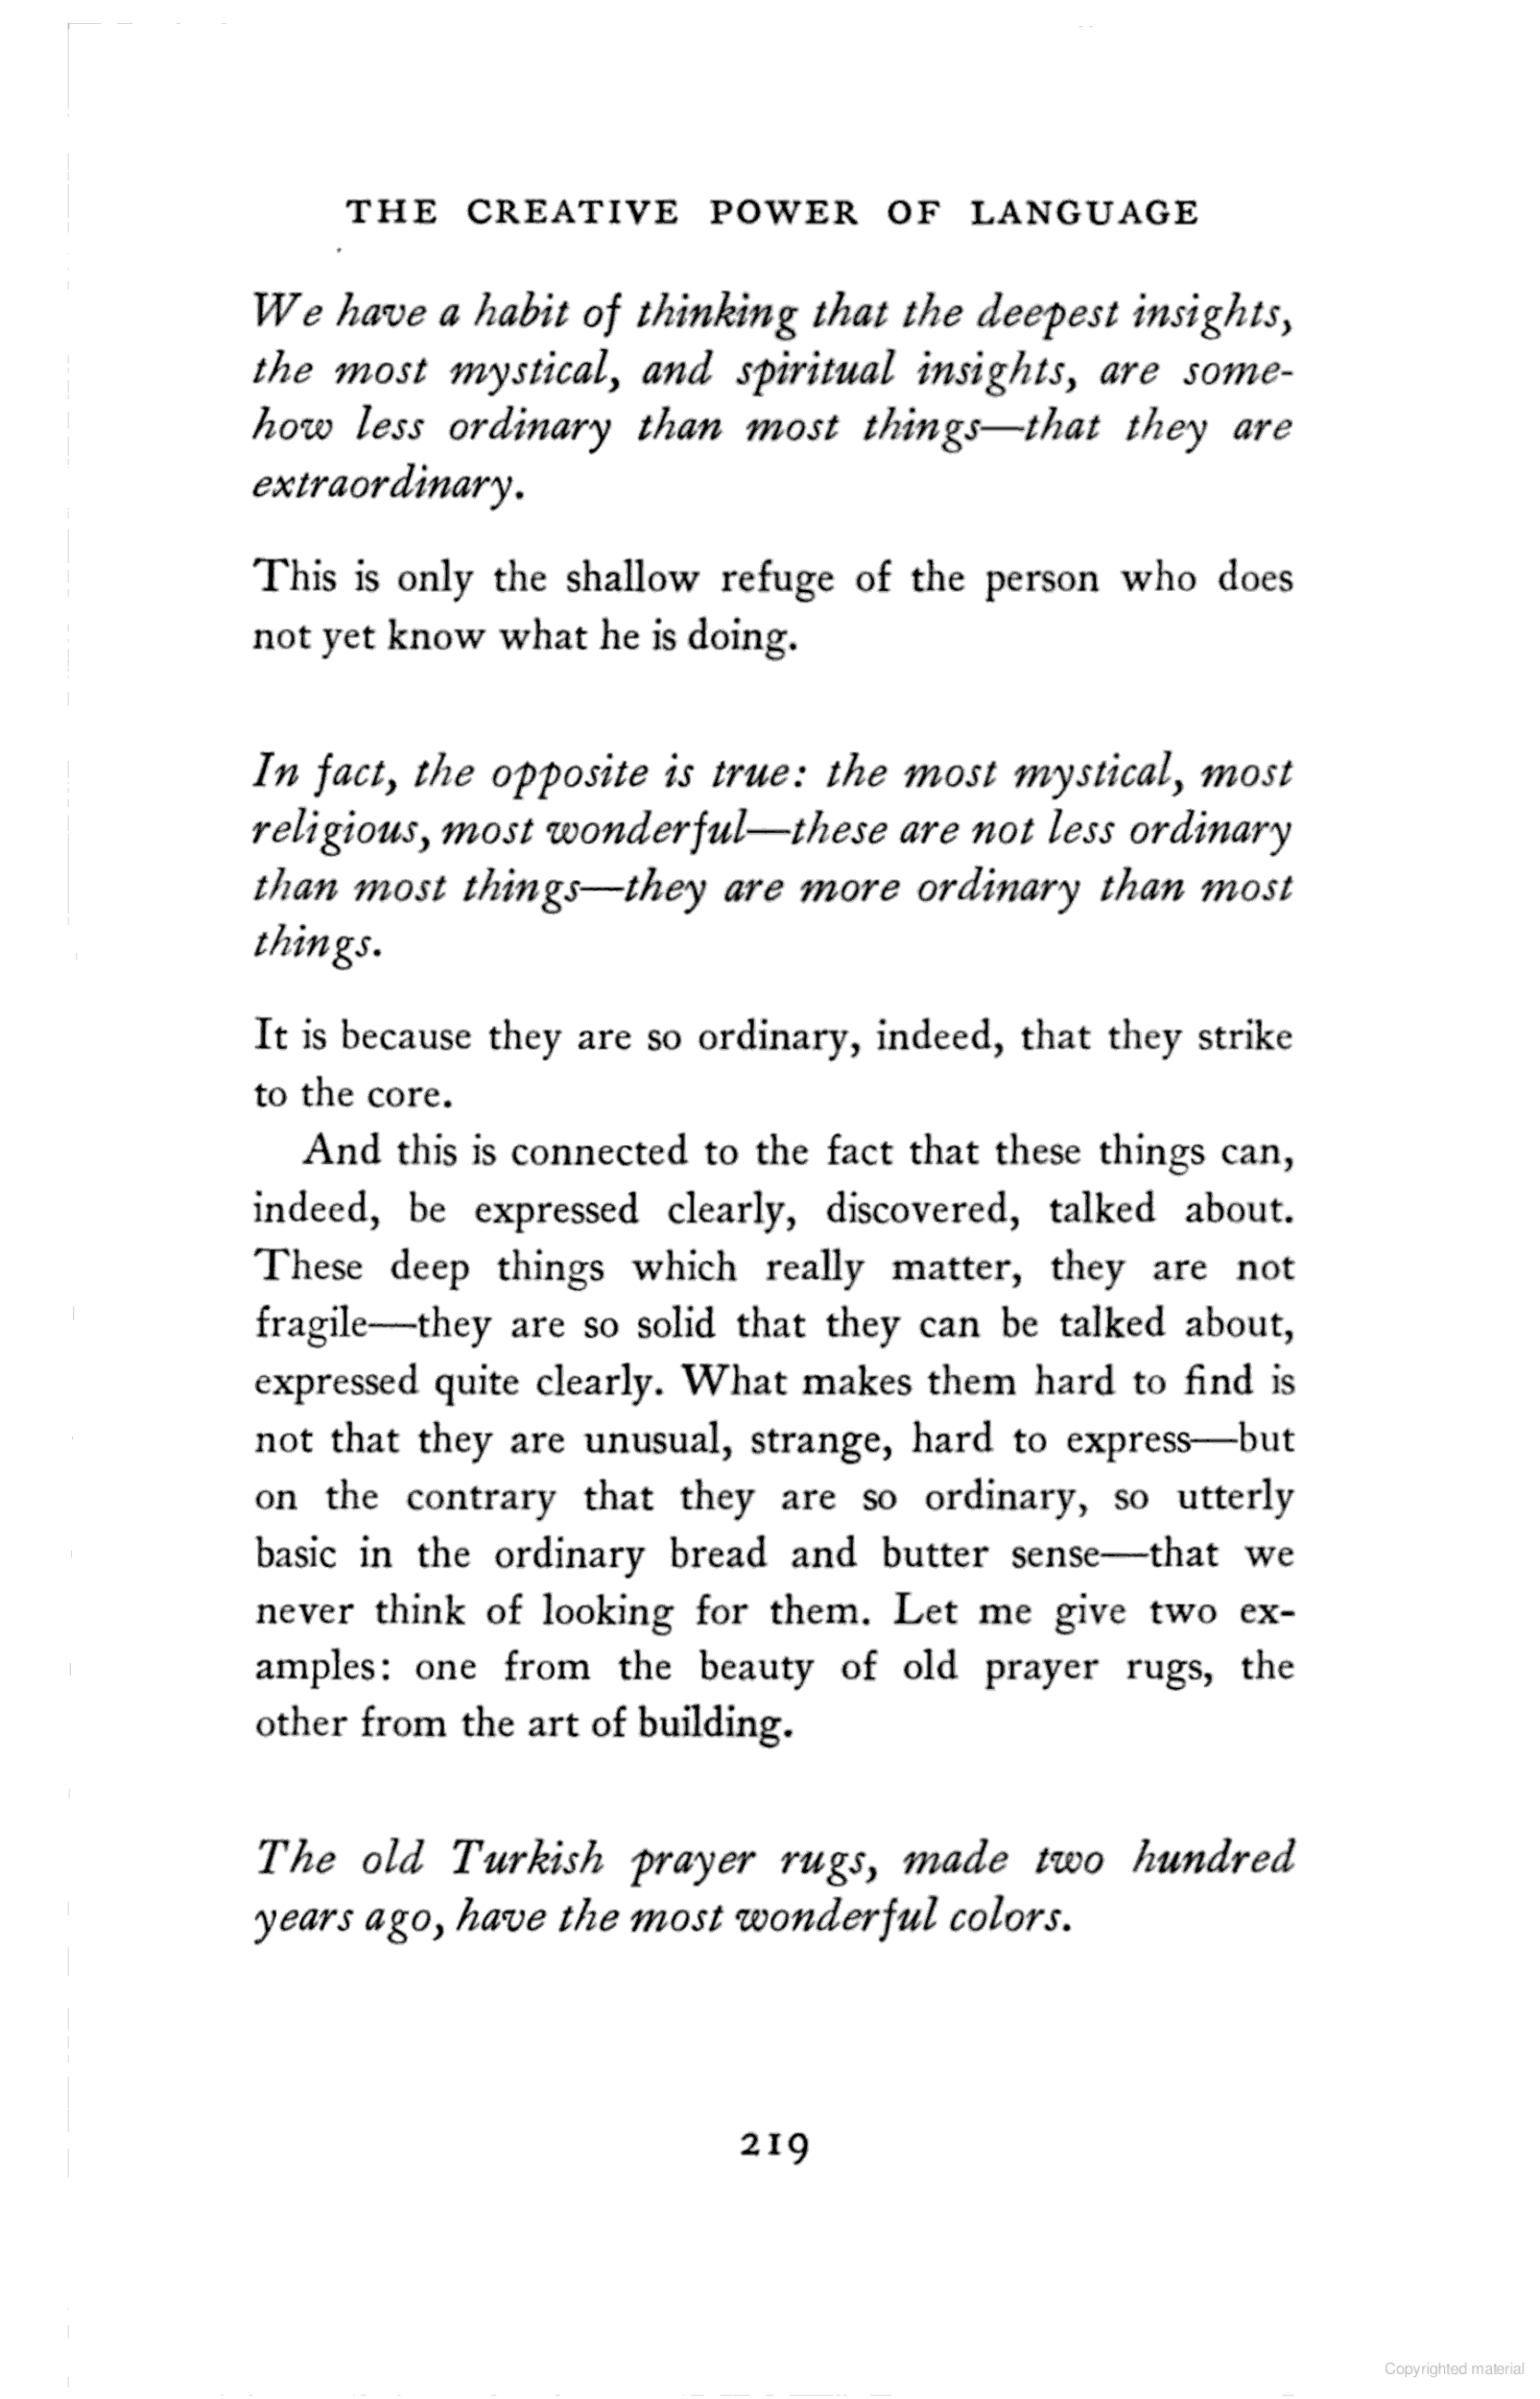 THE CREATIVE POWER OF LANGUAGE
We have a habit of thinking that the deepest insights,
the most mystical, and spiritual insights, are some-
how less ordinary than most things—that they are
extraordinary.
This is only the shallow refuge of the person who does
not yet know what he is doing.
In fact, the opposite is true: the most mystical, most
religious, most wonderful—these are not less ordinary
than most things—they are more ordinary than most
things.
It is because they are so ordinary, indeed, that they strike
to the core.
And this is connected to the fact that these things can,
indeed, be expressed clearly, discovered, talked about.
These deep things which really matter, they are not
fragile—they are so solid that they can be talked about,
expressed quite clearly. What makes them hard to find is
not that they are unusual, strange, hard to express—but
on the contrary that they are so ordinary, so utterly
basic in the ordinary bread and butter sense—that we
never think of looking for them. Let me give two ex-
amples: one from the beauty of old prayer rugs, the
other from the art of building.
The old Turkish prayer rugs, made two hundred
years ago, have the most wonderful colors.
219
Copyrighted material